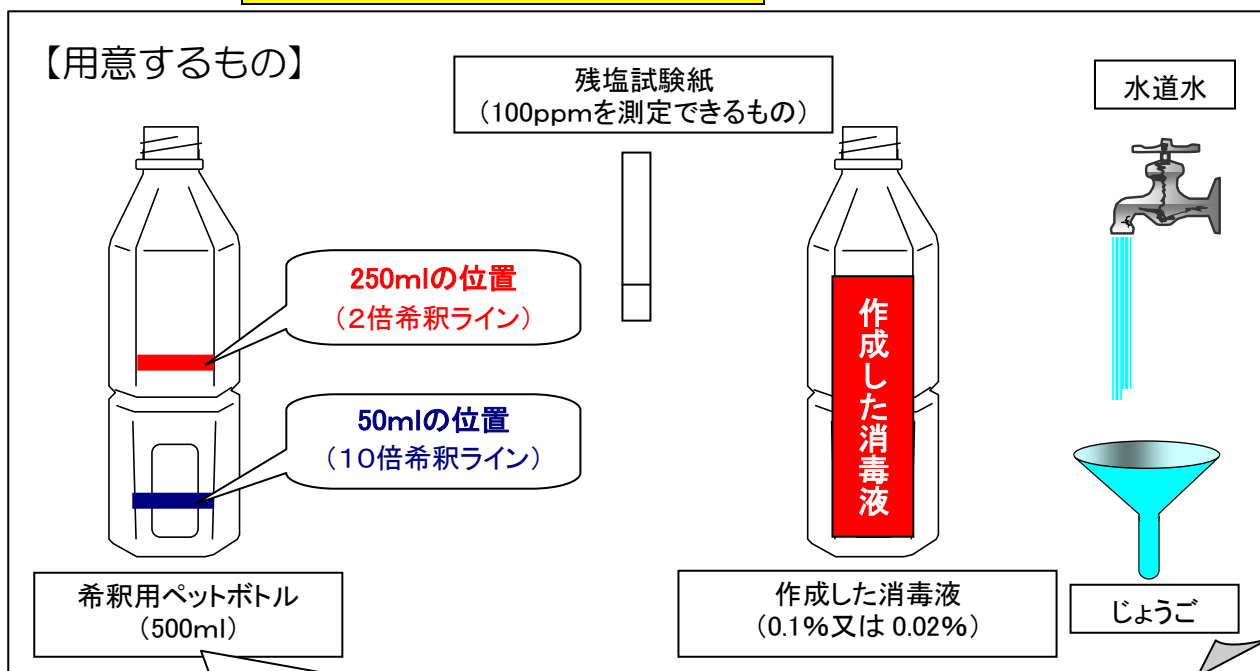 【用意するもの】
残塩試験紙
（100ppmを測定できるもの）
水道水
250mlの位置
（2倍希釈ライン）
50mlの位置
（10倍希釈ライン）
作成した消毒液
希釈用ペットボトル
（500ml）
作成した消毒液
（0.1%又は 0.02%）
じょうご